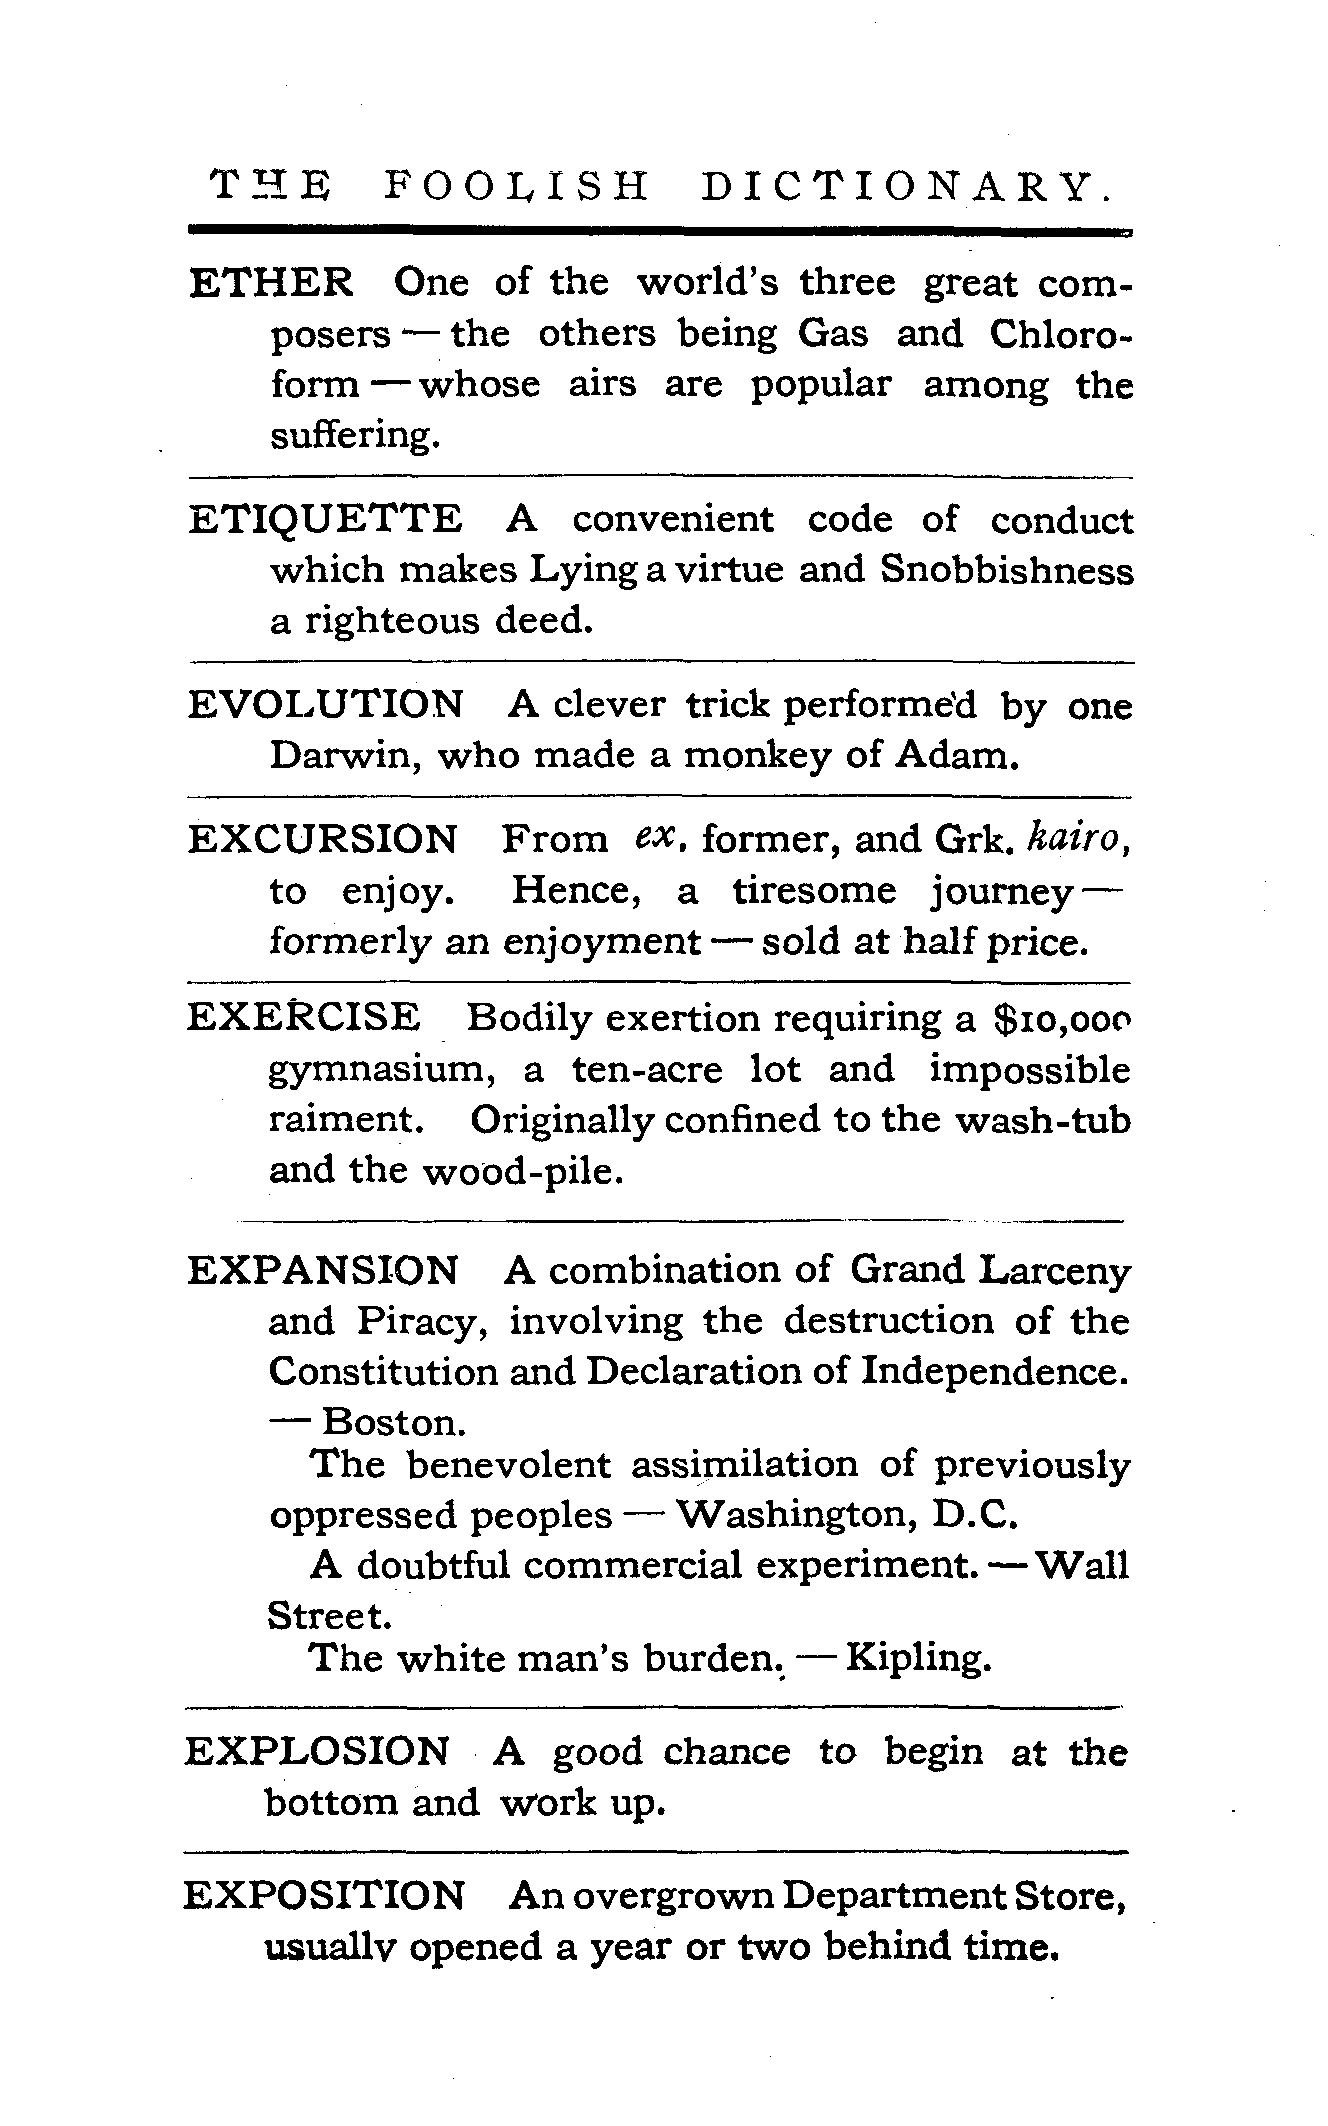 THE FOOLISH DICTIONARY.
ETHER One of the world's three great com-
posers — the others being Gas and Chloro-
form — whose airs are popular among the
suffering.
ETIQUETTE A convenient code of conduct
which makes Lying a virtue and Snobbishness
a righteous deed.
EVOLUTION A clever trick performed by one
Darwin, who made a monkey of Adam.
EXCURSION From ex. former, and Grk. kairo,
to enjoy. Hence, a tiresome journey —
formerly an enjoyment — sold at half price.
EXERCISE Bodily exertion requiring a $10,000
gymnasium, a ten-acre lot and impossible
raiment. Originally confined to the wash-tub
and the wood-pile.
EXPANSION A combination of Grand Larceny
and Piracy, involving the destruction of the
Constitution and Declaration of Independence.
— Boston.
The benevolent assimilation of previously
oppressed peoples — Washington, D.C.
A doubtful commercial experiment. — Wall
Street.
The white man's burden. — Kipling.
EXPLOSION A good chance to begin at the
bottom and work up.
EXPOSITION An overgrown Department Store,
usually opened a year or two behind time.